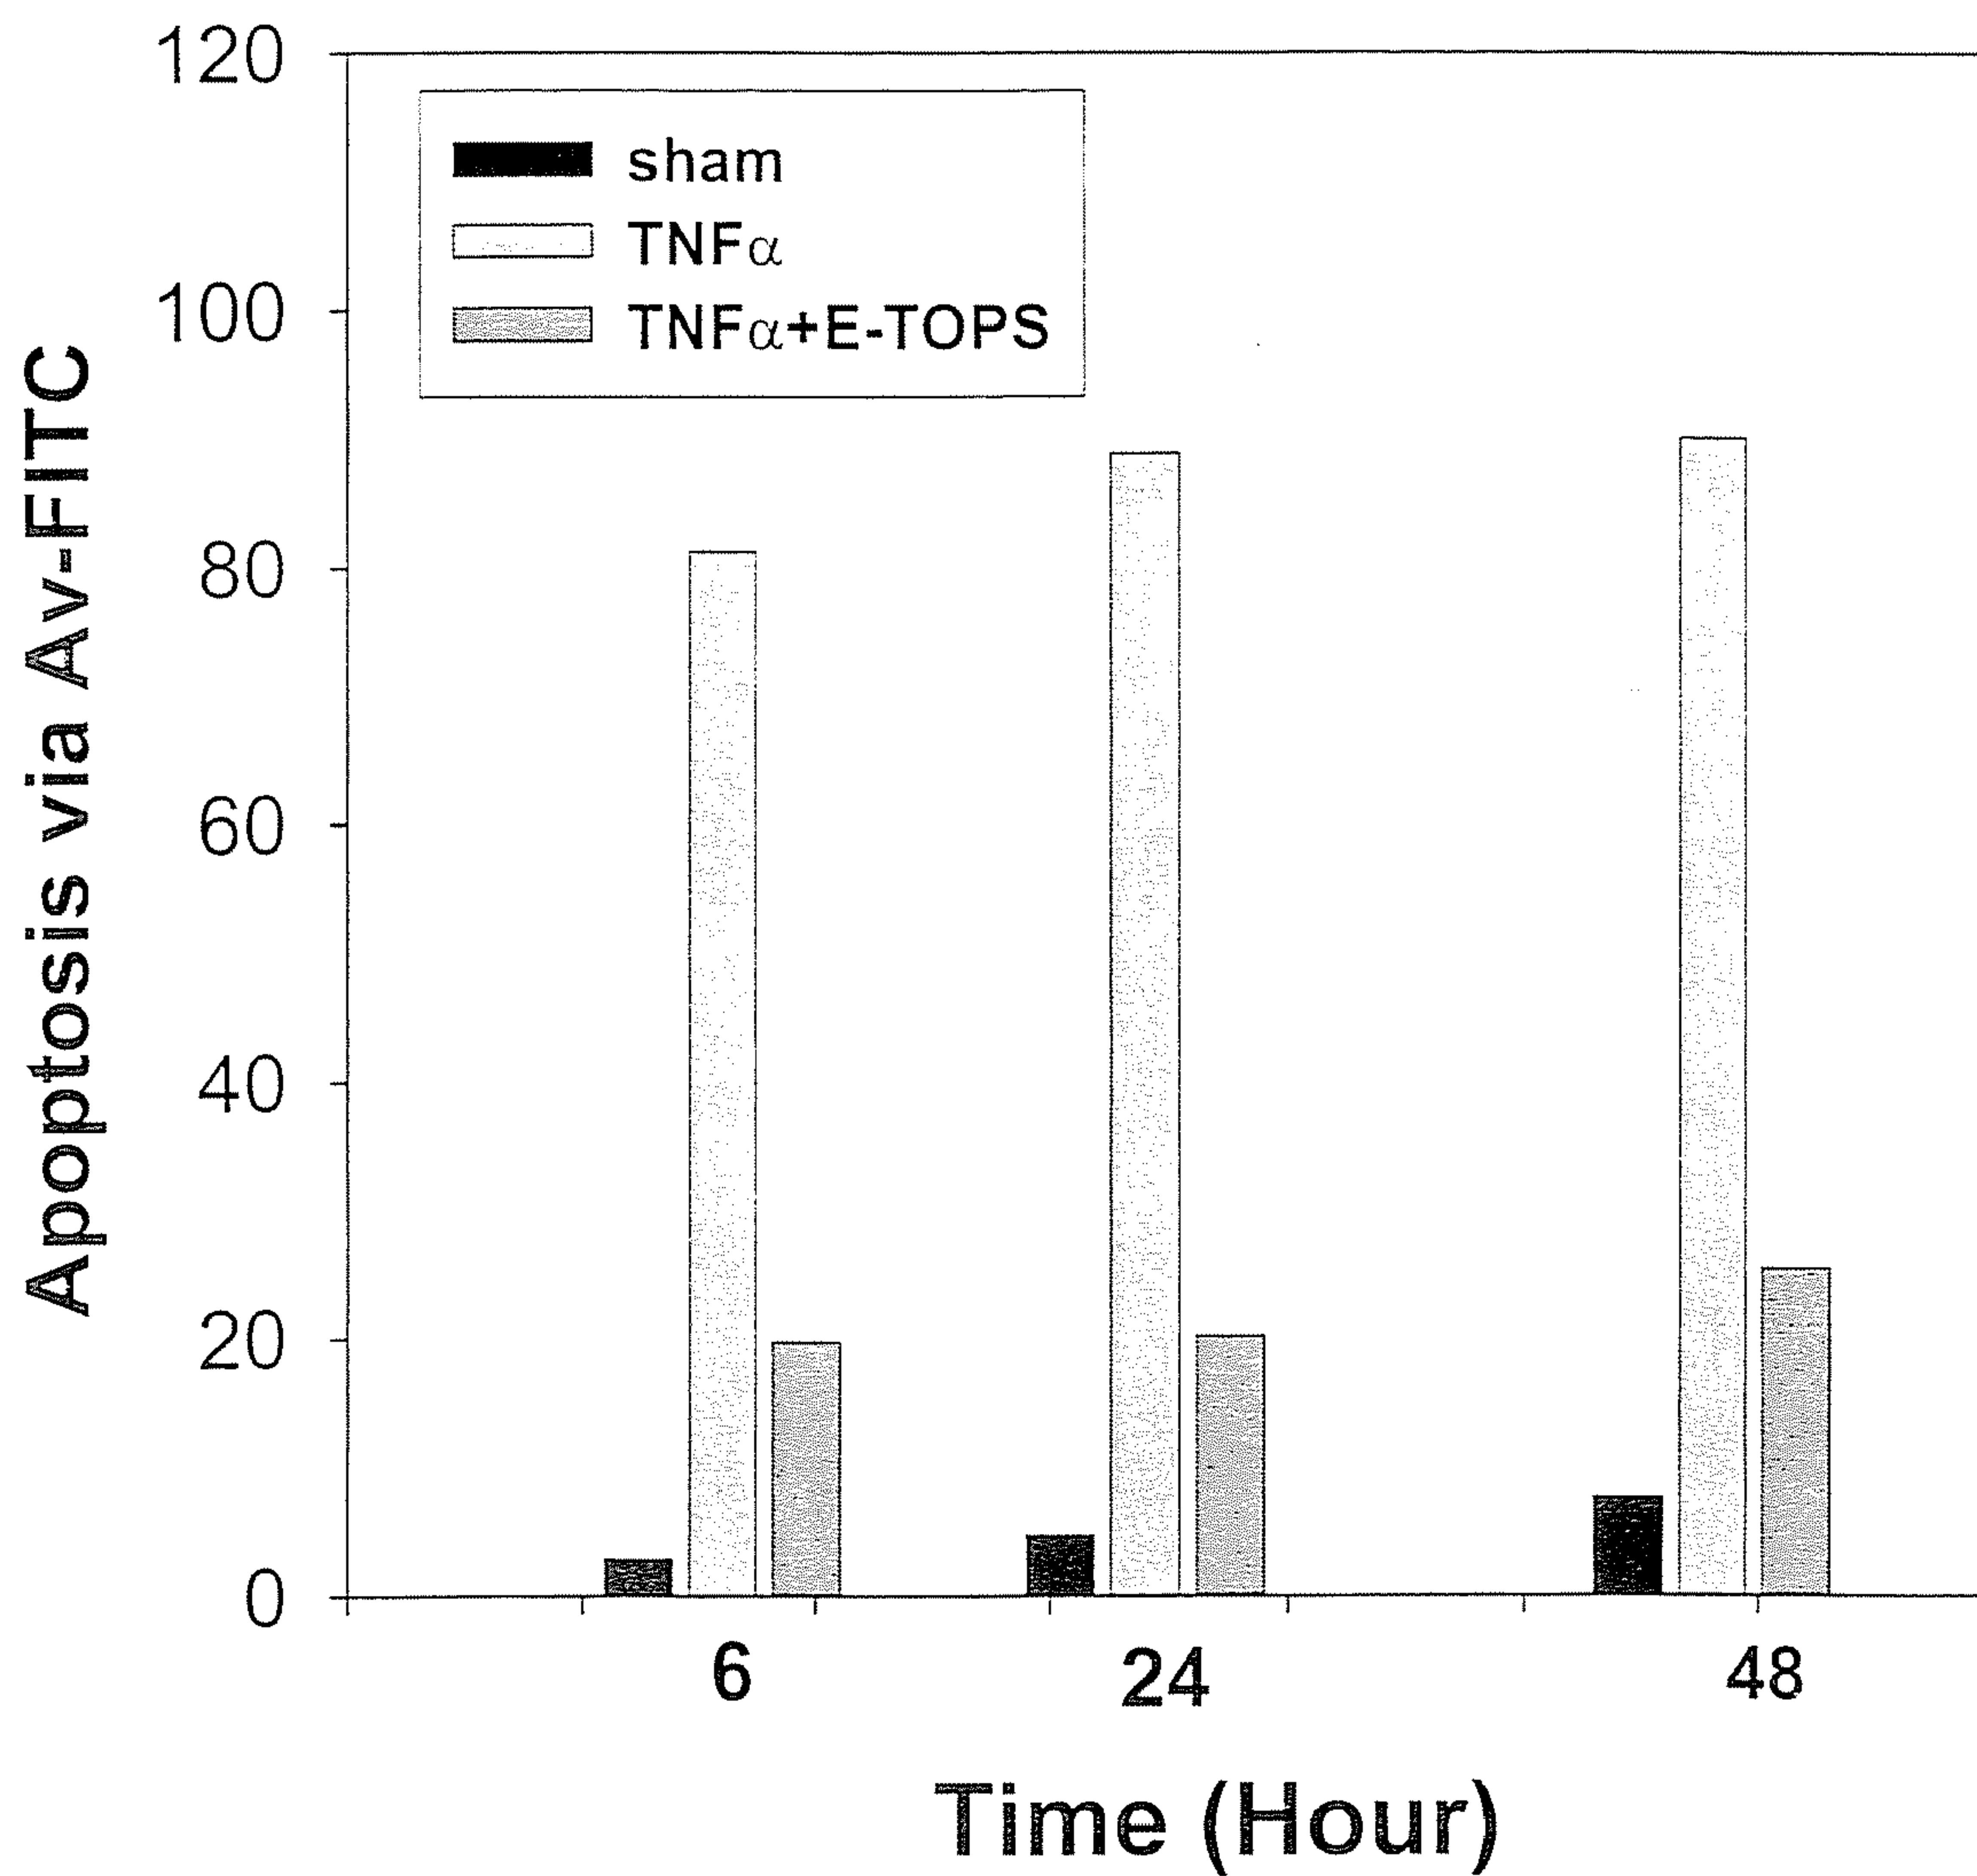 120
100
80
60
40
20
0
Apoptosis via Av-FITC
sham
TNFα
TNFα+E-TOPS
6
24
48
Time (Hour)